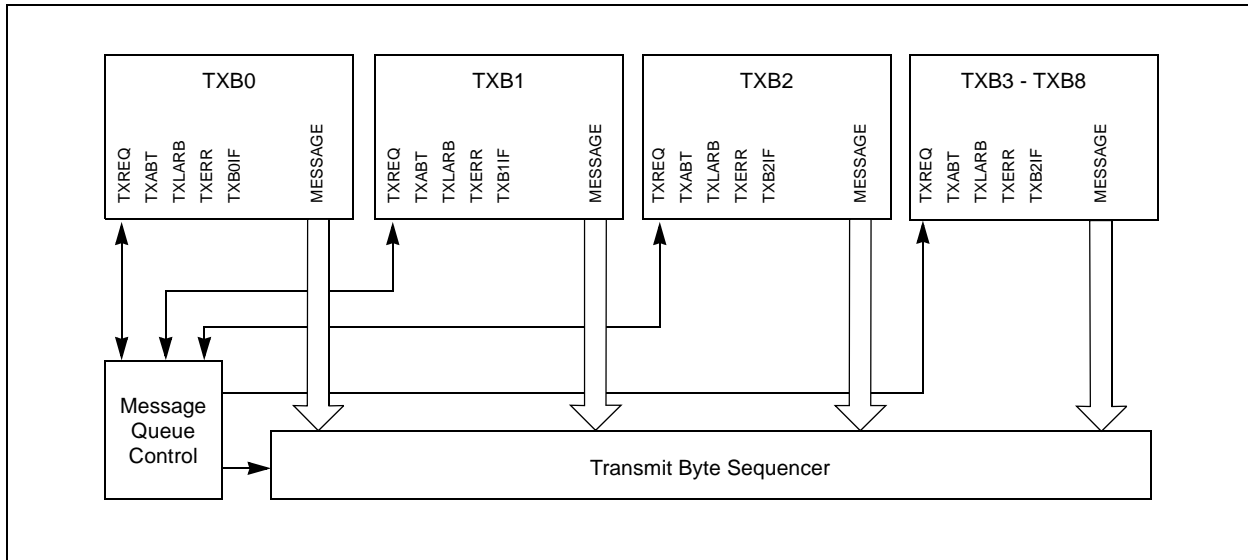 TXB0
TXREQ
TXABT
TXLARB
TXERR
TXB0IF
MESSAGE
TXB1
TXREQ
TXABT
TXLARB
TXERR
TXB1IF
MESSAGE
TXB2
TXREQ
TXABT
TXLARB
TXERR
TXB2IF
MESSAGE
TXB3 - TXB8
TXREQ
TXABT
TXLARB
TXERR
TXB2IF
MESSAGE
Message
Queue
Control
Transmit Byte Sequencer